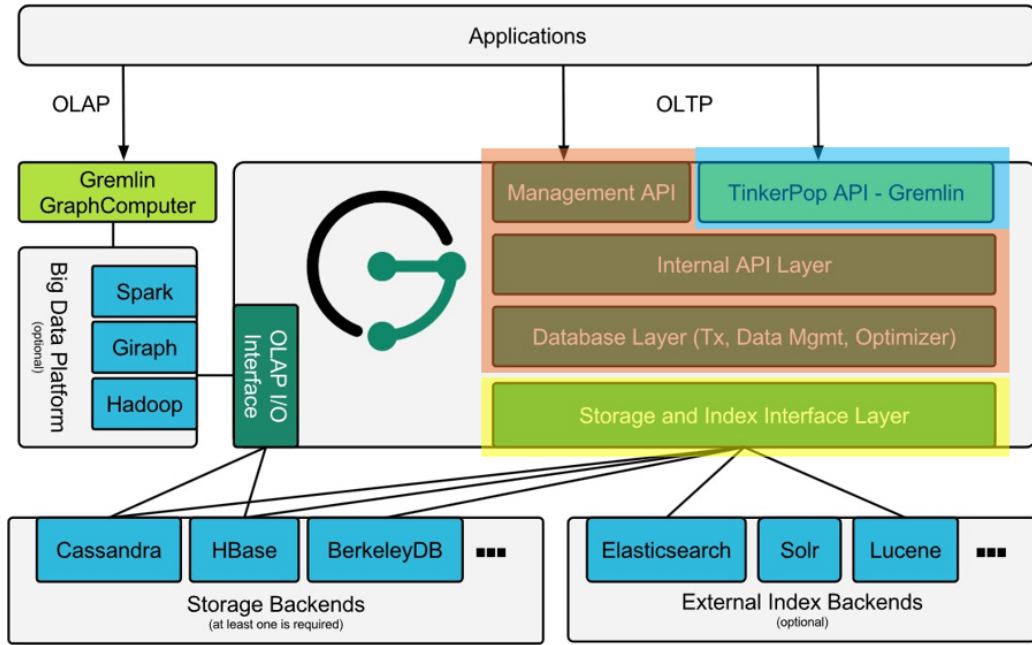 Applications
OLAP
OLTP
Gremlin
GraphComputer
Management API
TinkerPop API - Gremlin
Big Data Platform
(optional)
Spark
Giraph
Hadoop
OLAP I/O
Interface
Internal API Layer
Database Layer (Tx, Data Mgmt, Optimizer)
Storage and Index Interface Layer
Cassandra
HBase
BerkeleyDB
Storage Backends
(at least one is required)
Elasticsearch
Solr
Lucene
External Index Backends
(optional)